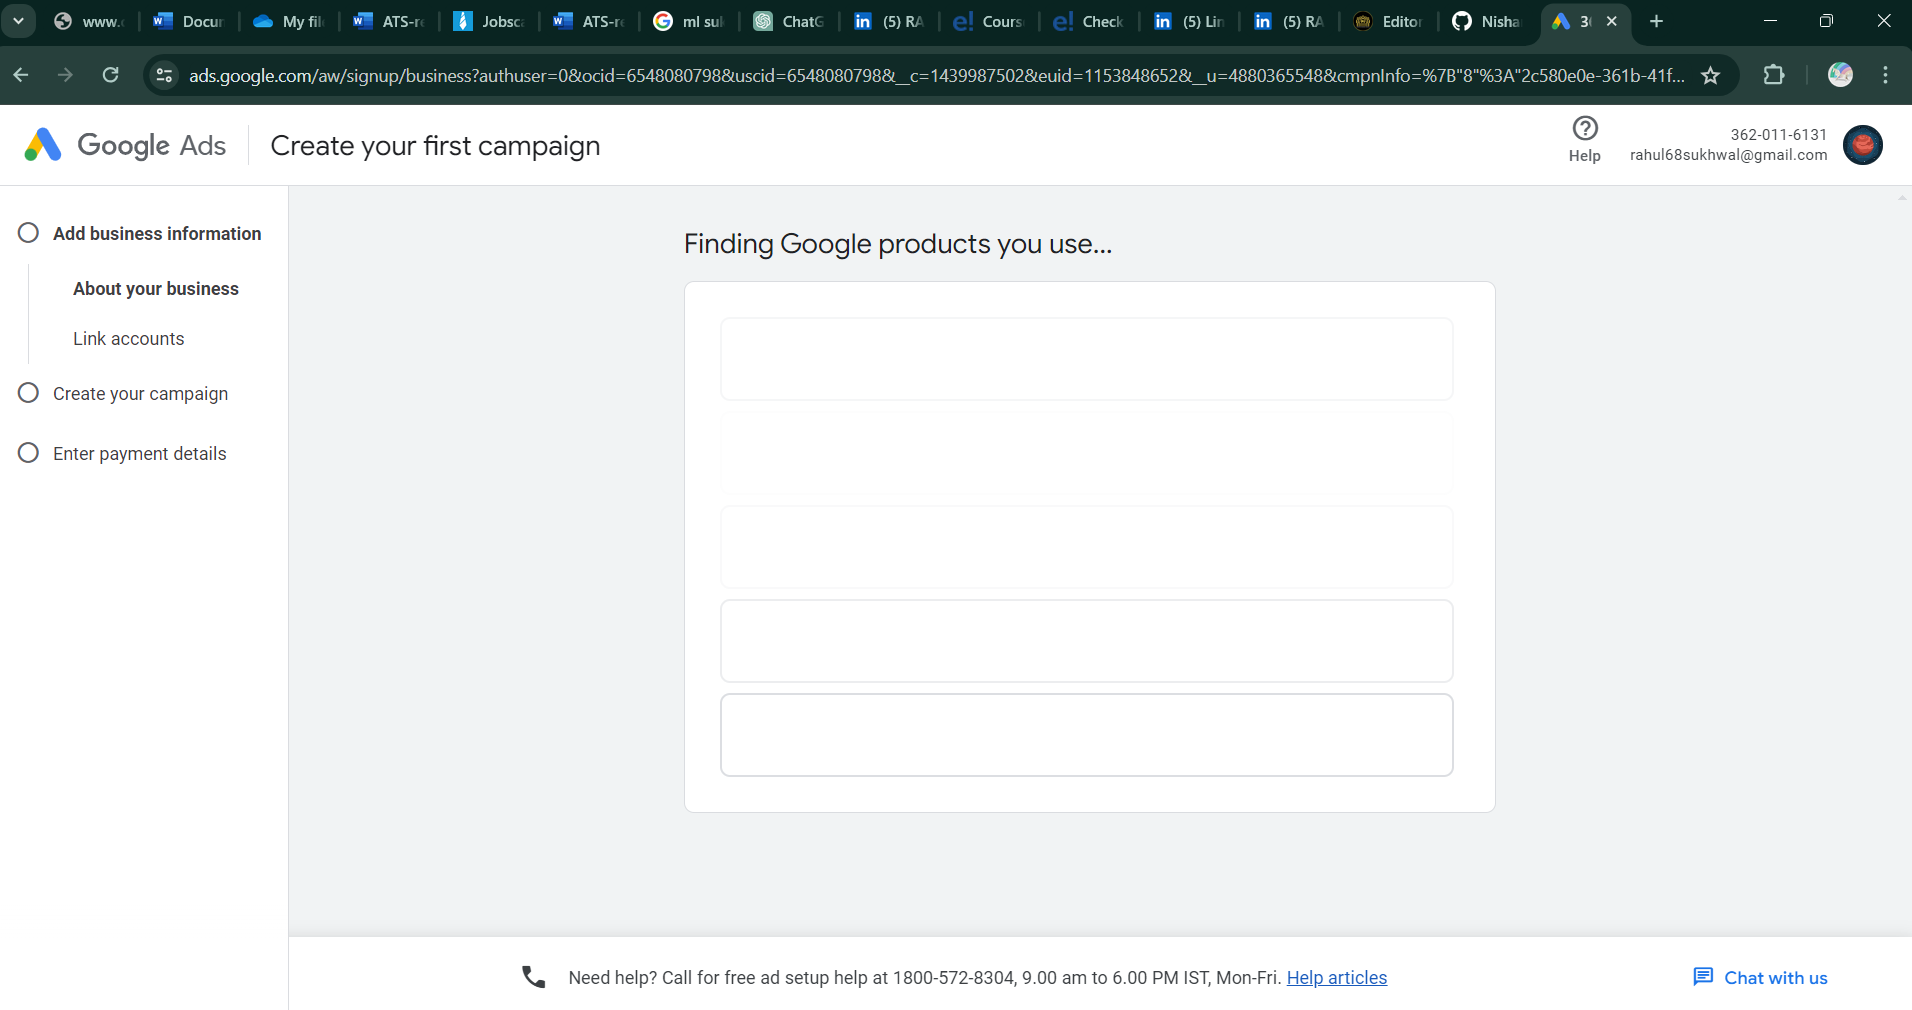 www.
Docur
My fil
ATS-re
Jobsca
ATS-re
ml suk
ChatG
(5) RA
Cours
Check
(5) Lin
(5) RA
Editor
Nisha
ads.google.com/aw/signup/business?authuser=0&ocid=6548080798&uscid=6548080798&__c=1439987502&euid=1153848652&__u=4880365548&cmpnInfo=%7B"8"%3A"2c580e0e-361b-41f...
Google Ads
Create your first campaign
Help
362-011-6131
rahul68sukhwal@gmail.com
Add business information
About your business
Link accounts
Create your campaign
Enter payment details
Finding Google products you use...
Need help? Call for free ad setup help at 1800-572-8304, 9.00 am to 6.00 PM IST, Mon-Fri. Help articles
Chat with us